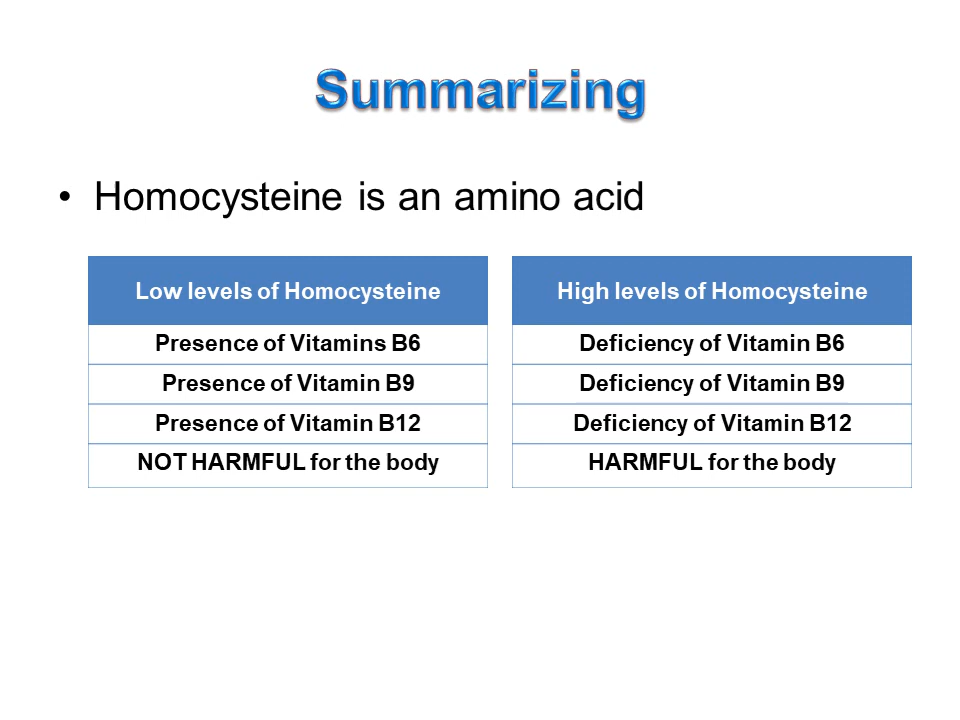 Summarizing
• Homocysteine is an amino acid
Low levels of Homocysteine
Presence of Vitamins B6
Presence of Vitamin B9
Presence of Vitamin B12
NOT HARMFUL for the body
High levels of Homocysteine
Deficiency of Vitamin B6
Deficiency of Vitamin B9
Deficiency of Vitamin B12
HARMFUL for the body